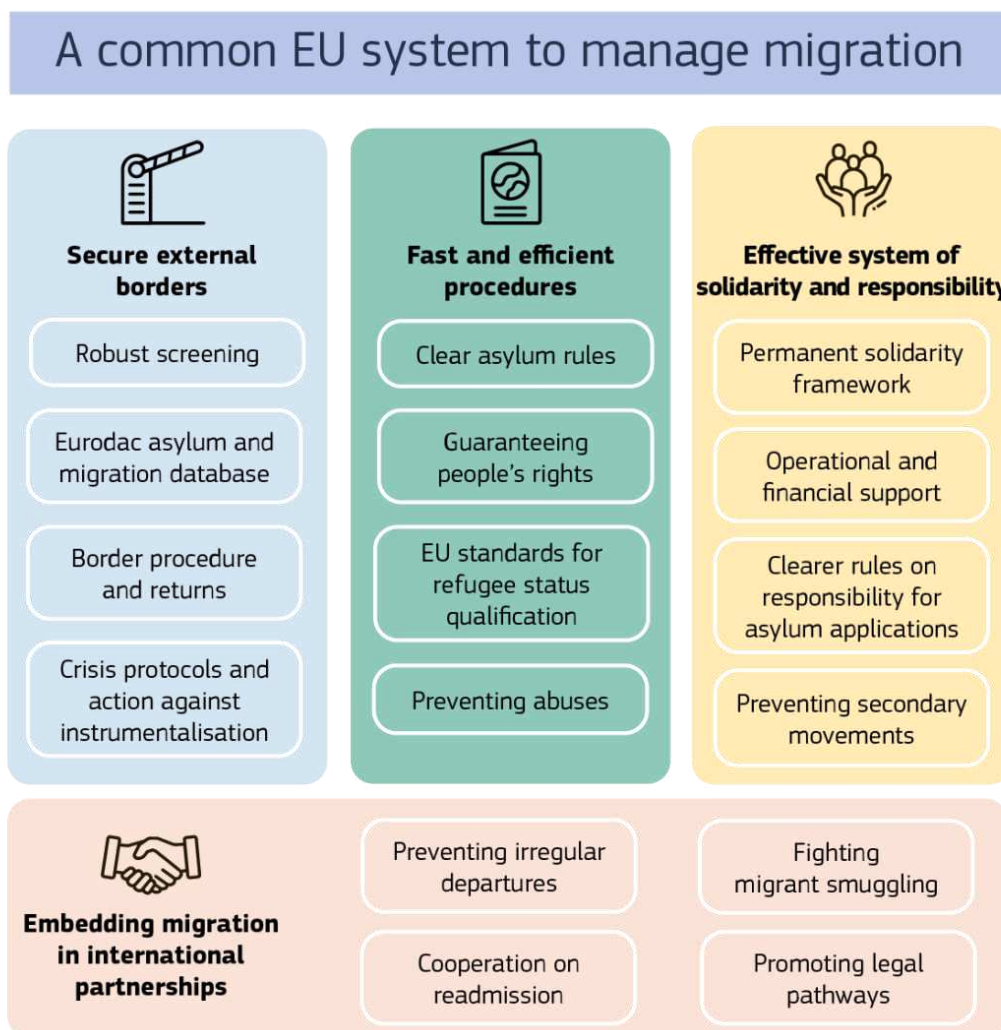 A common EU system to manage migration
Secure external
borders
Robust screening
Eurodac asylum and
migration database
Border procedure
and returns
Crisis protocols and
action against
instrumentalisation
Fast and efficient
procedures
Clear asylum rules
Guaranteeing
people's rights
EU standards for
refugee status
qualification
Preventing abuses
Effective system of
solidarity and responsibility
Permanent solidarity
framework
Operational and
financial support
Clearer rules on
responsibility for
asylum applications
Preventing secondary
movements
Embedding migration
in international
partnerships
Preventing irregular
departures
Fighting
migrant smuggling
Cooperation on
readmission
Promoting legal
pathways